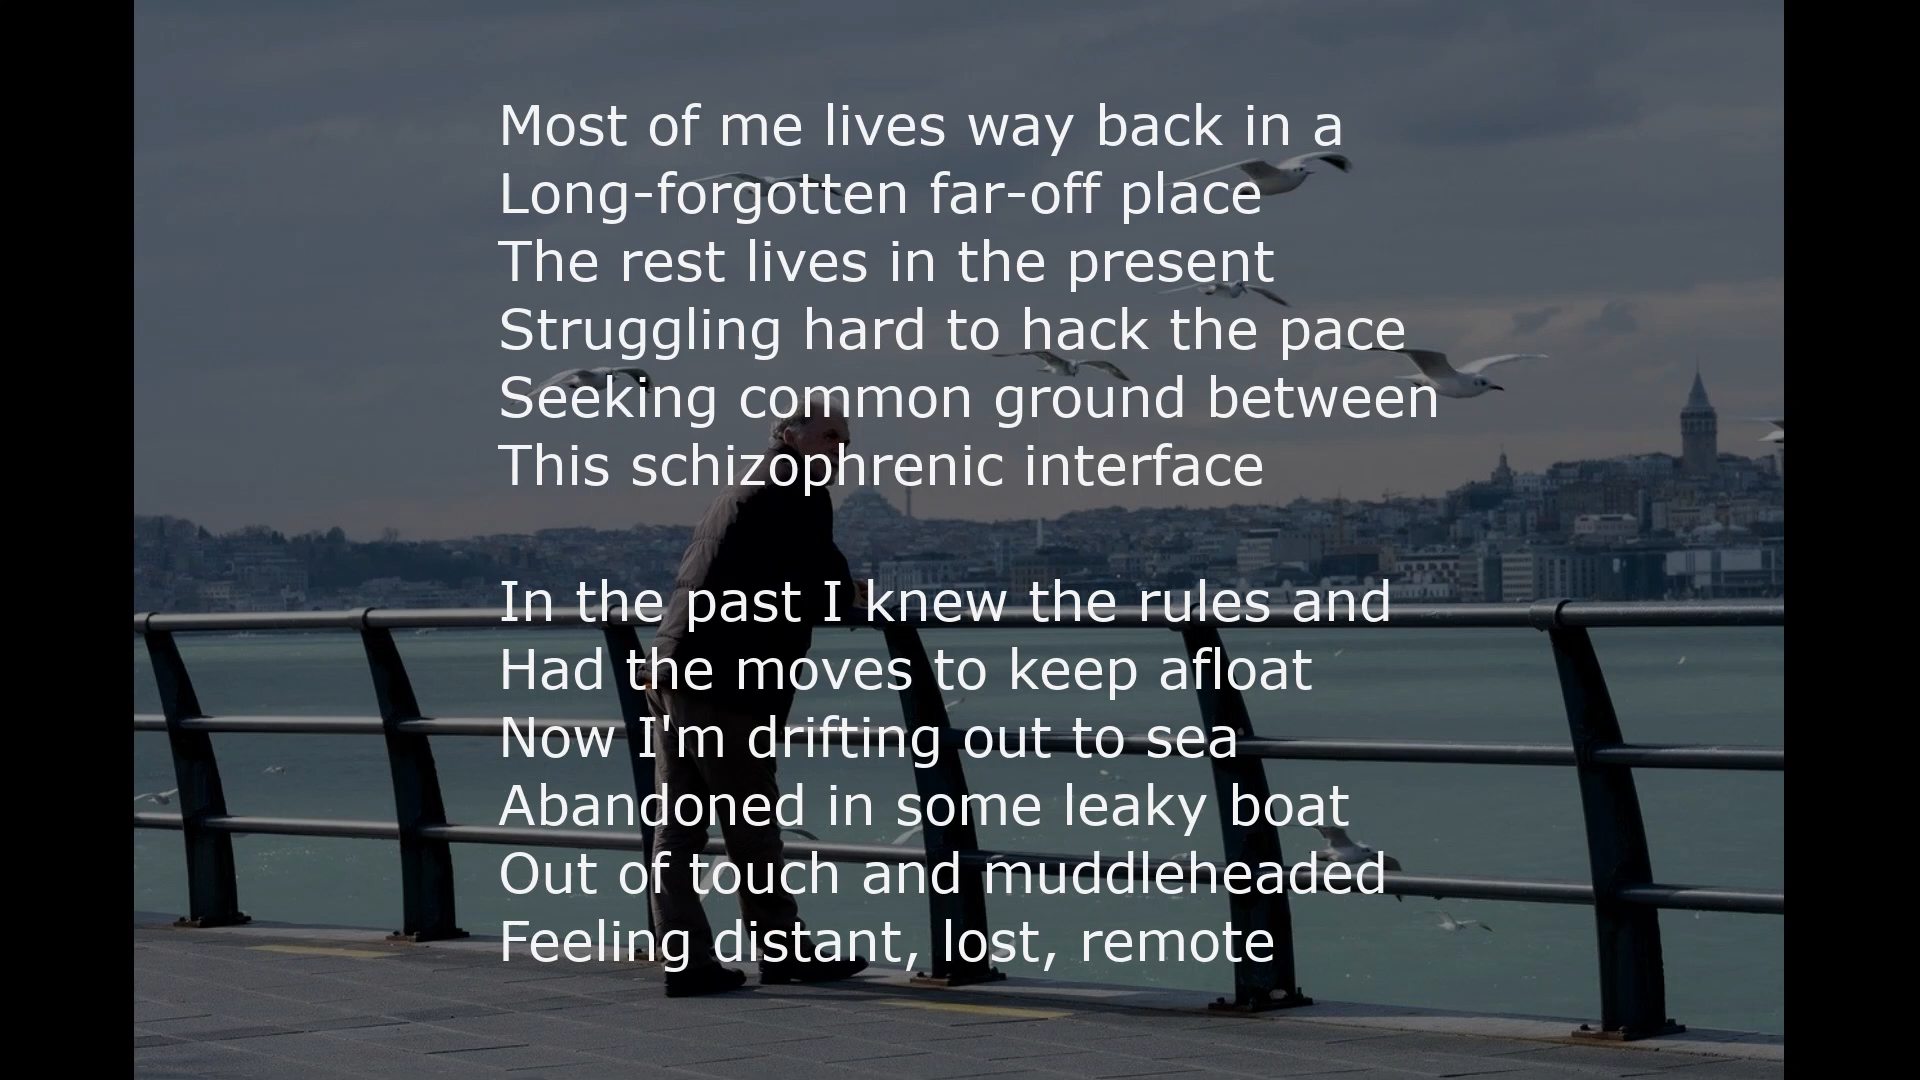 Most of me lives way back in a
Long-forgotten far-off place
The rest lives in the present
Struggling hard to hack the pace
Seeking common ground between
This schizophrenic interface
In the past I knew the rules and
Had the moves to keep afloat
Now I'm drifting out to sea
Abandoned in some leaky boat
Out of touch and muddleheaded
Feeling distant, lost, remote